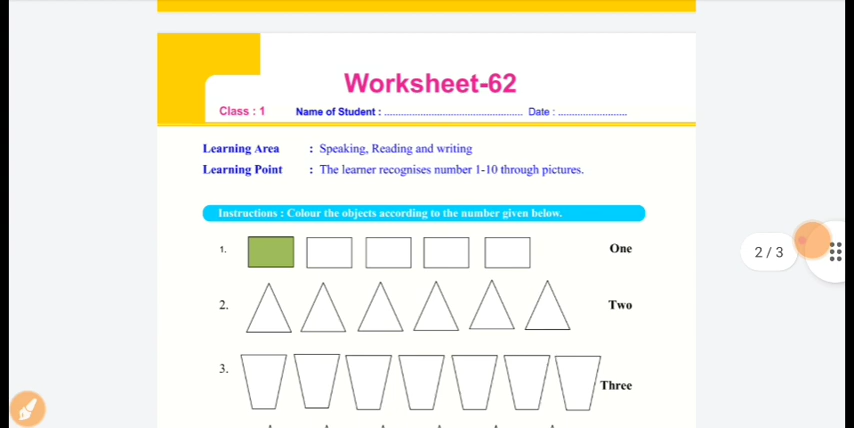 Worksheet-62
Class : 1 Name of Student : ................................................ Date : ........................
Learning Area : Speaking, Reading and writing
Learning Point : The learner recognises number 1-10 through pictures.
Instructions : Colour the objects according to the number given below.
1. One
2. Two
3. Three
2 / 3